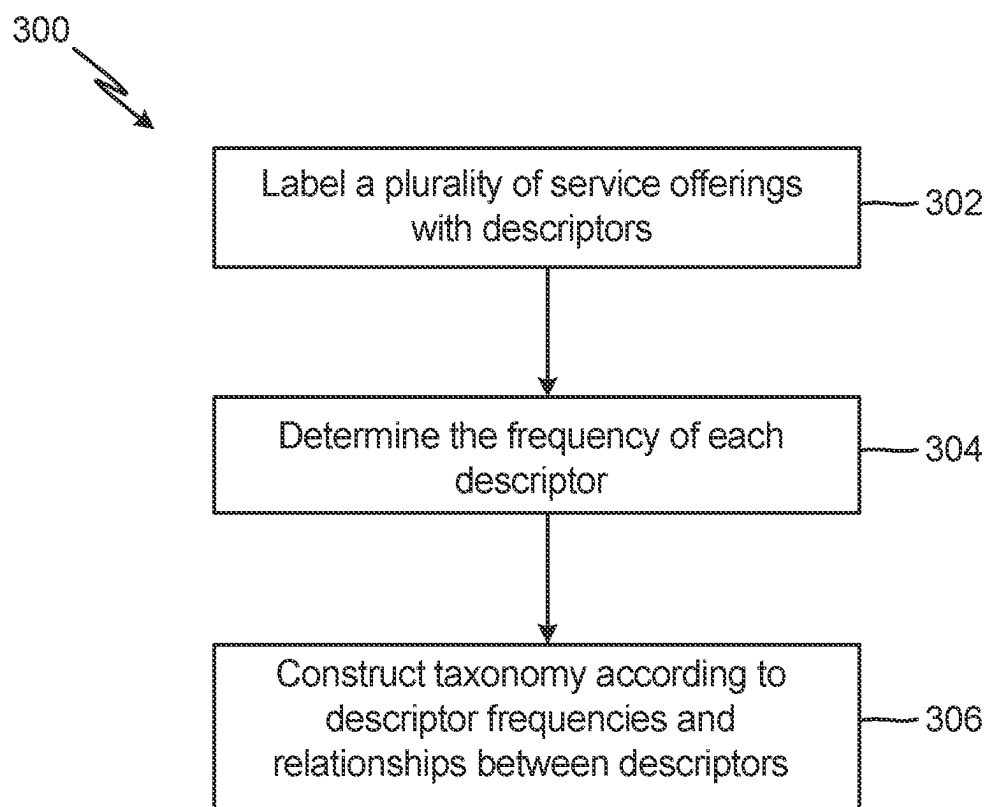 300
Label a plurality of service offerings
with descriptors
302
Determine the frequency of each
descriptor
304
Construct taxonomy according to
descriptor frequencies and
relationships between descriptors
306